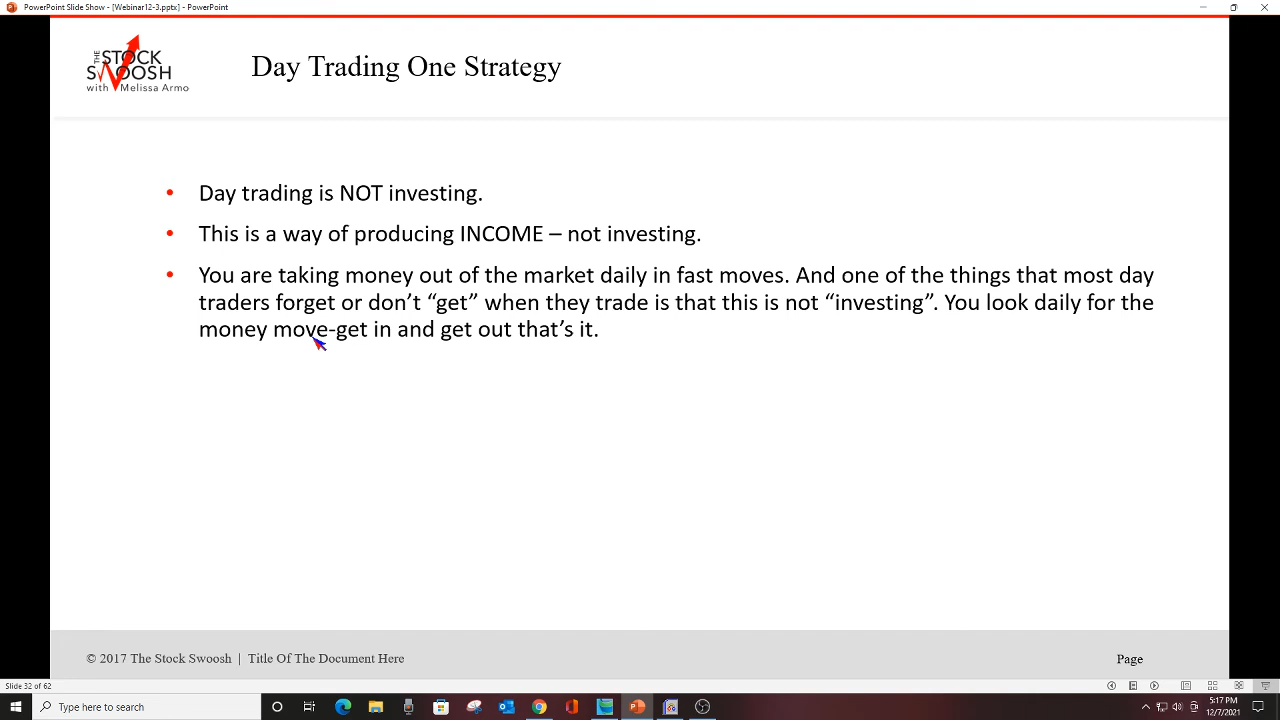 PowerPoint Slide Show - [Webinar12-3.pptx] - PowerPoint
THE STOCK
SWOOSH
with Melissa Armo
Day Trading One Strategy
• Day trading is NOT investing.
• This is a way of producing INCOME – not investing.
• You are taking money out of the market daily in fast moves. And one of the things that most day
traders forget or don’t “get” when they trade is that this is not “investing”. You look daily for the
money move-get in and get out that’s it.
© 2017 The Stock Swoosh | Title Of The Document Here
Page
Slide 32 of 62
Type here to search
5:17 PM
12/7/2021